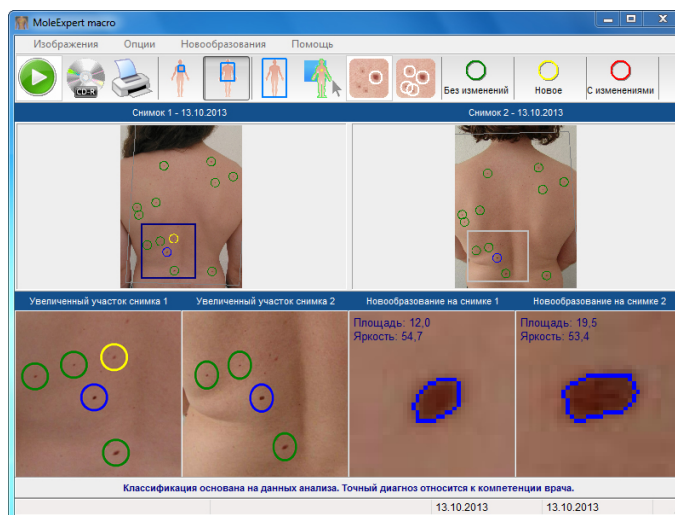 MoleExpert macro
Изображения Опции Новообразования Помощь
CD-R
Без изменений Новое С изменениями
Снимок 1 - 13.10.2013 Снимок 2 - 13.10.2013
Увеличенный участок снимка 1 Увеличенный участок снимка 2 Новообразование на снимке 1 Новообразование на снимке 2
Площадь: 12,0 Площадь: 19,5
Яркость: 54,7 Яркость: 53,4
Классификация основана на данных анализа. Точный диагноз относится к компетенции врача.
13.10.2013 13.10.2013